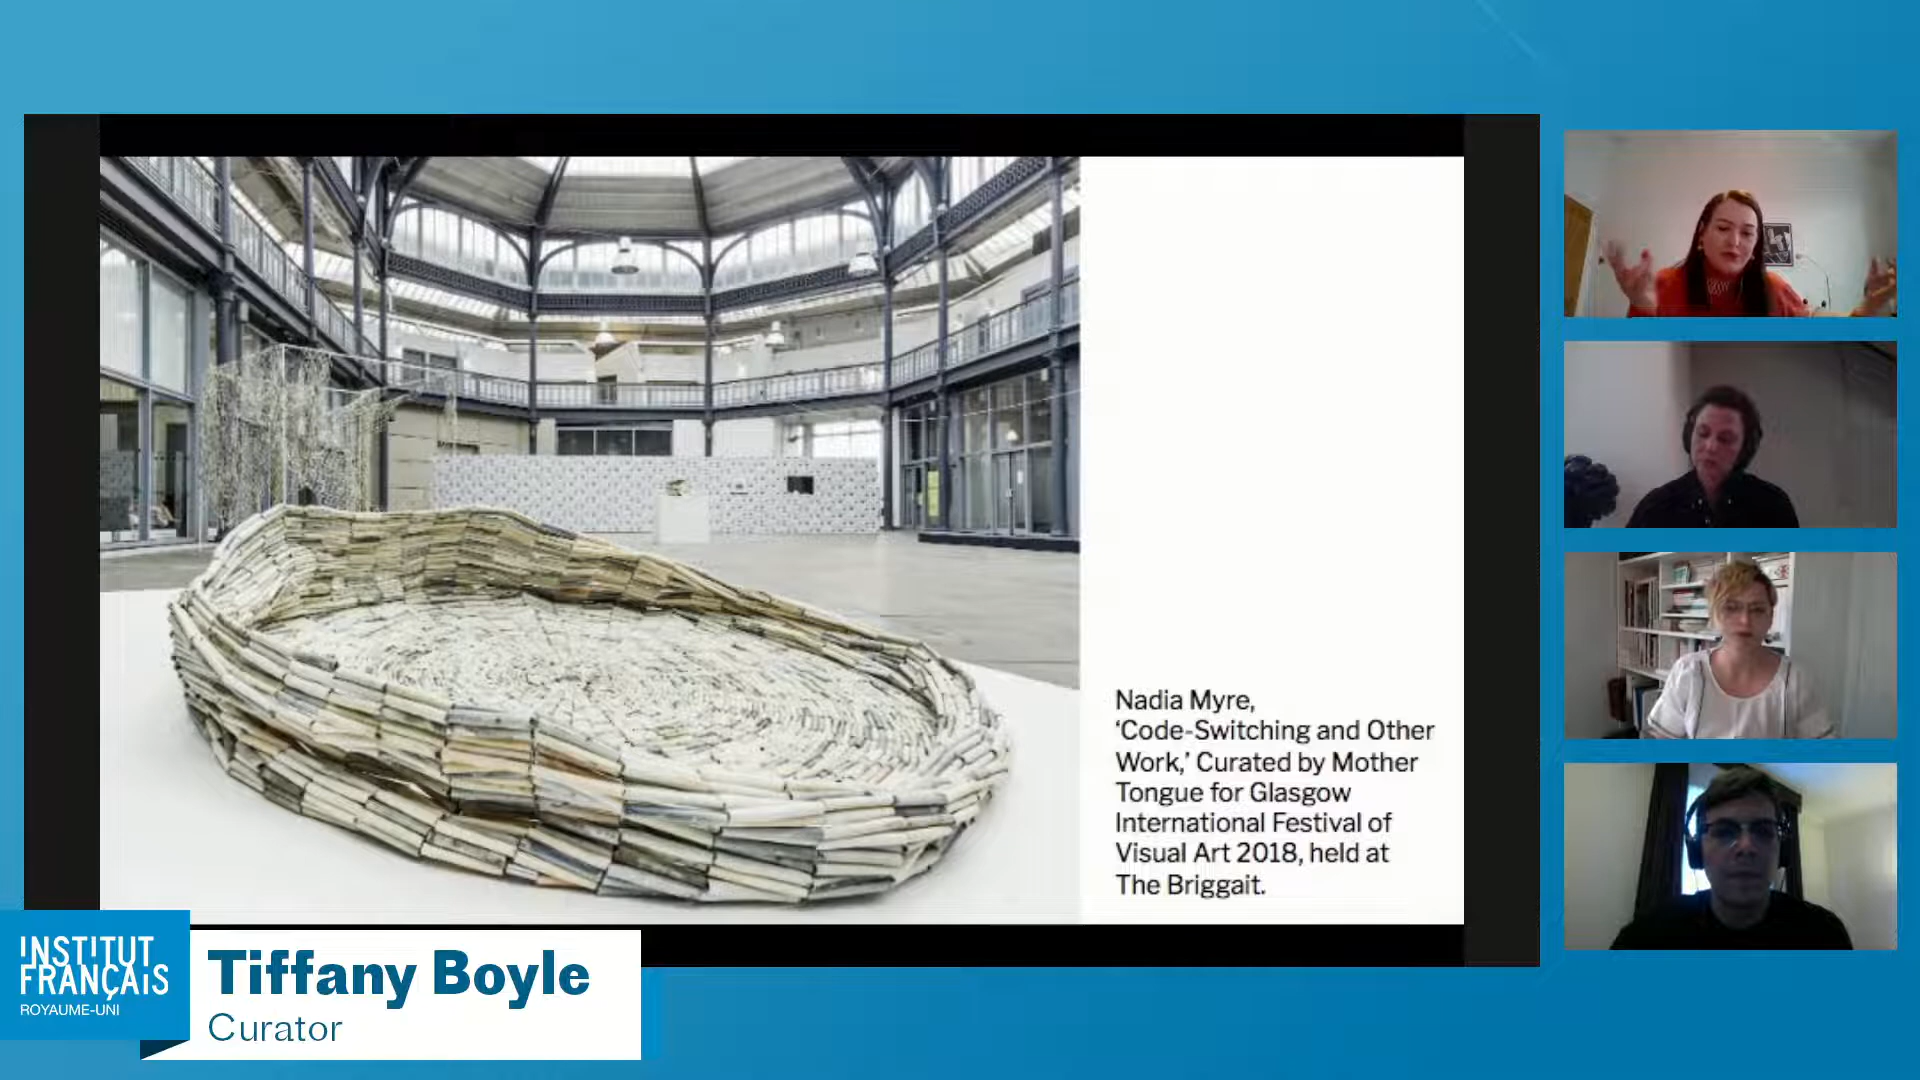 Nadia Myre,
‘Code-Switching and Other
Work,’ Curated by Mother
Tongue for Glasgow
International Festival of
Visual Art 2018, held at
The Briggait.
INSTITUT
FRANÇAIS
ROYAUME-UNI
Tiffany Boyle
Curator